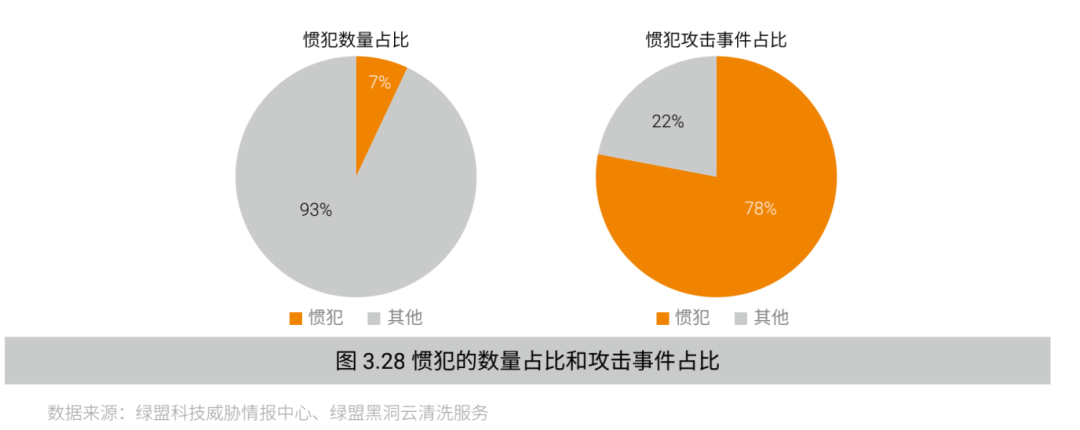 惯犯数量占比
惯犯攻击事件占比
7%
93%
22%
78%
惯犯 其他
惯犯 其他
图 3.28 惯犯的数量占比和攻击事件占比
数据来源：绿盟科技威胁情报中心、绿盟黑洞云清洗服务